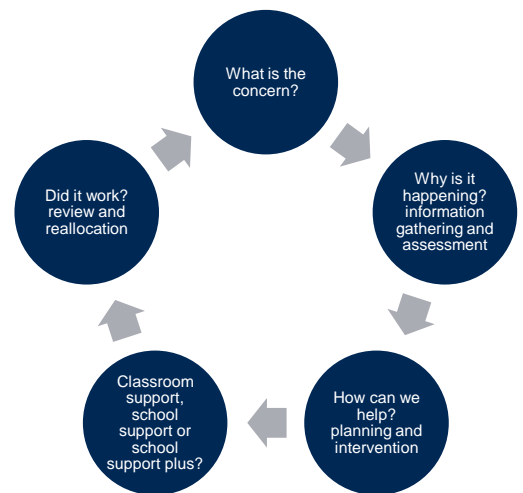 What is the
concern?
Why is it
happening?
information
gathering and
assessment
How can we
help?
planning and
intervention
Classroom
support,
school
support or
school
support plus?
Did it work?
review and
reallocation